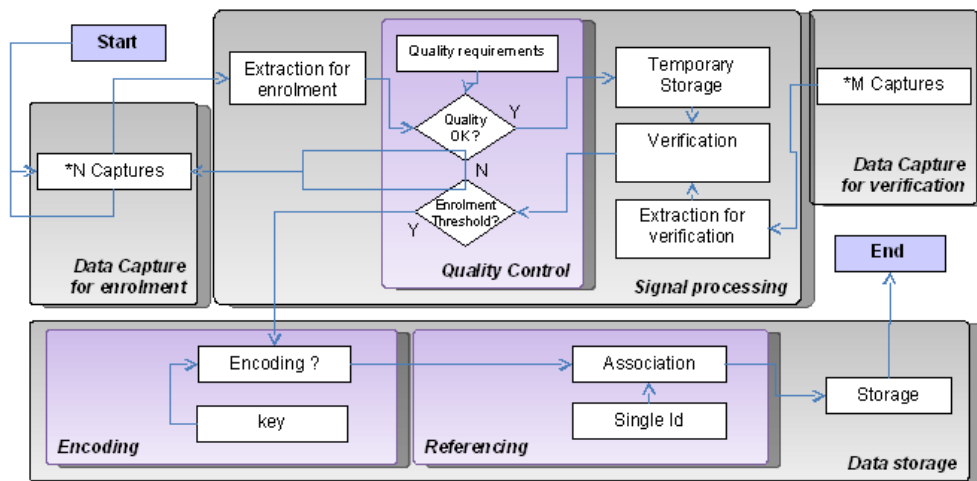 Start
Extraction for
enrolment
Quality requirements
Quality
OK?
Y
N
Enrolment
Threshold?
Y
Quality Control
Temporary
Storage
Verification
Extraction for
verification
Signal processing
*M Captures
Data Capture
for verification
*N Captures
Data Capture
for enrolment
End
Encoding ?
key
Encoding
Association
Single Id
Referencing
Storage
Data storage